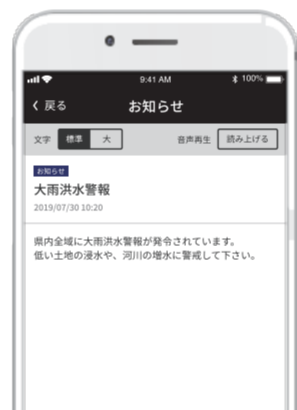 9:41 AM 100%
戻る お知らせ
文字 標準 大 音声再生 読み上げる
お知らせ
大雨洪水警報
2019/07/30 10:20
県内全域に大雨洪水警報が発令されています。
低い土地の浸水や、河川の増水に警戒して下さい。